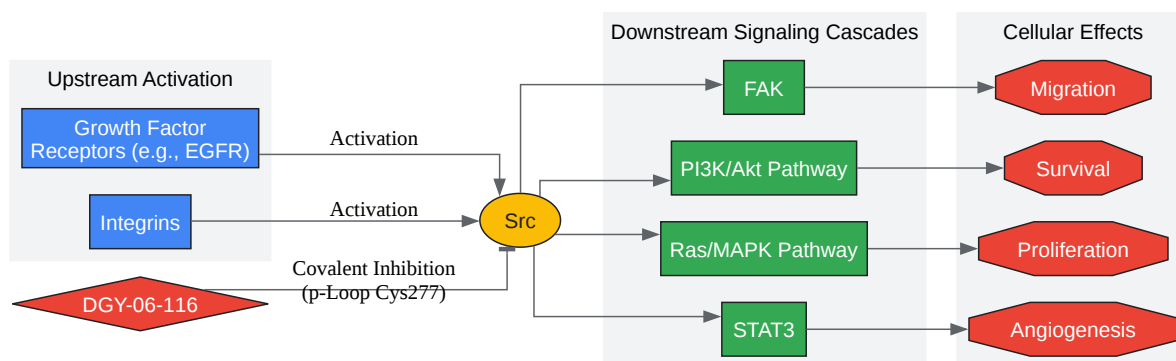 Upstream Activation
Growth Factor
Receptors (e.g., EGFR)
Integrins
DGY-06-116
Activation
Activation
Covalent Inhibition
(p-Loop Cys277)
Src
Downstream Signaling Cascades
FAK
PI3K/Akt Pathway
Ras/MAPK Pathway
STAT3
Cellular Effects
Migration
Survival
Proliferation
Angiogenesis